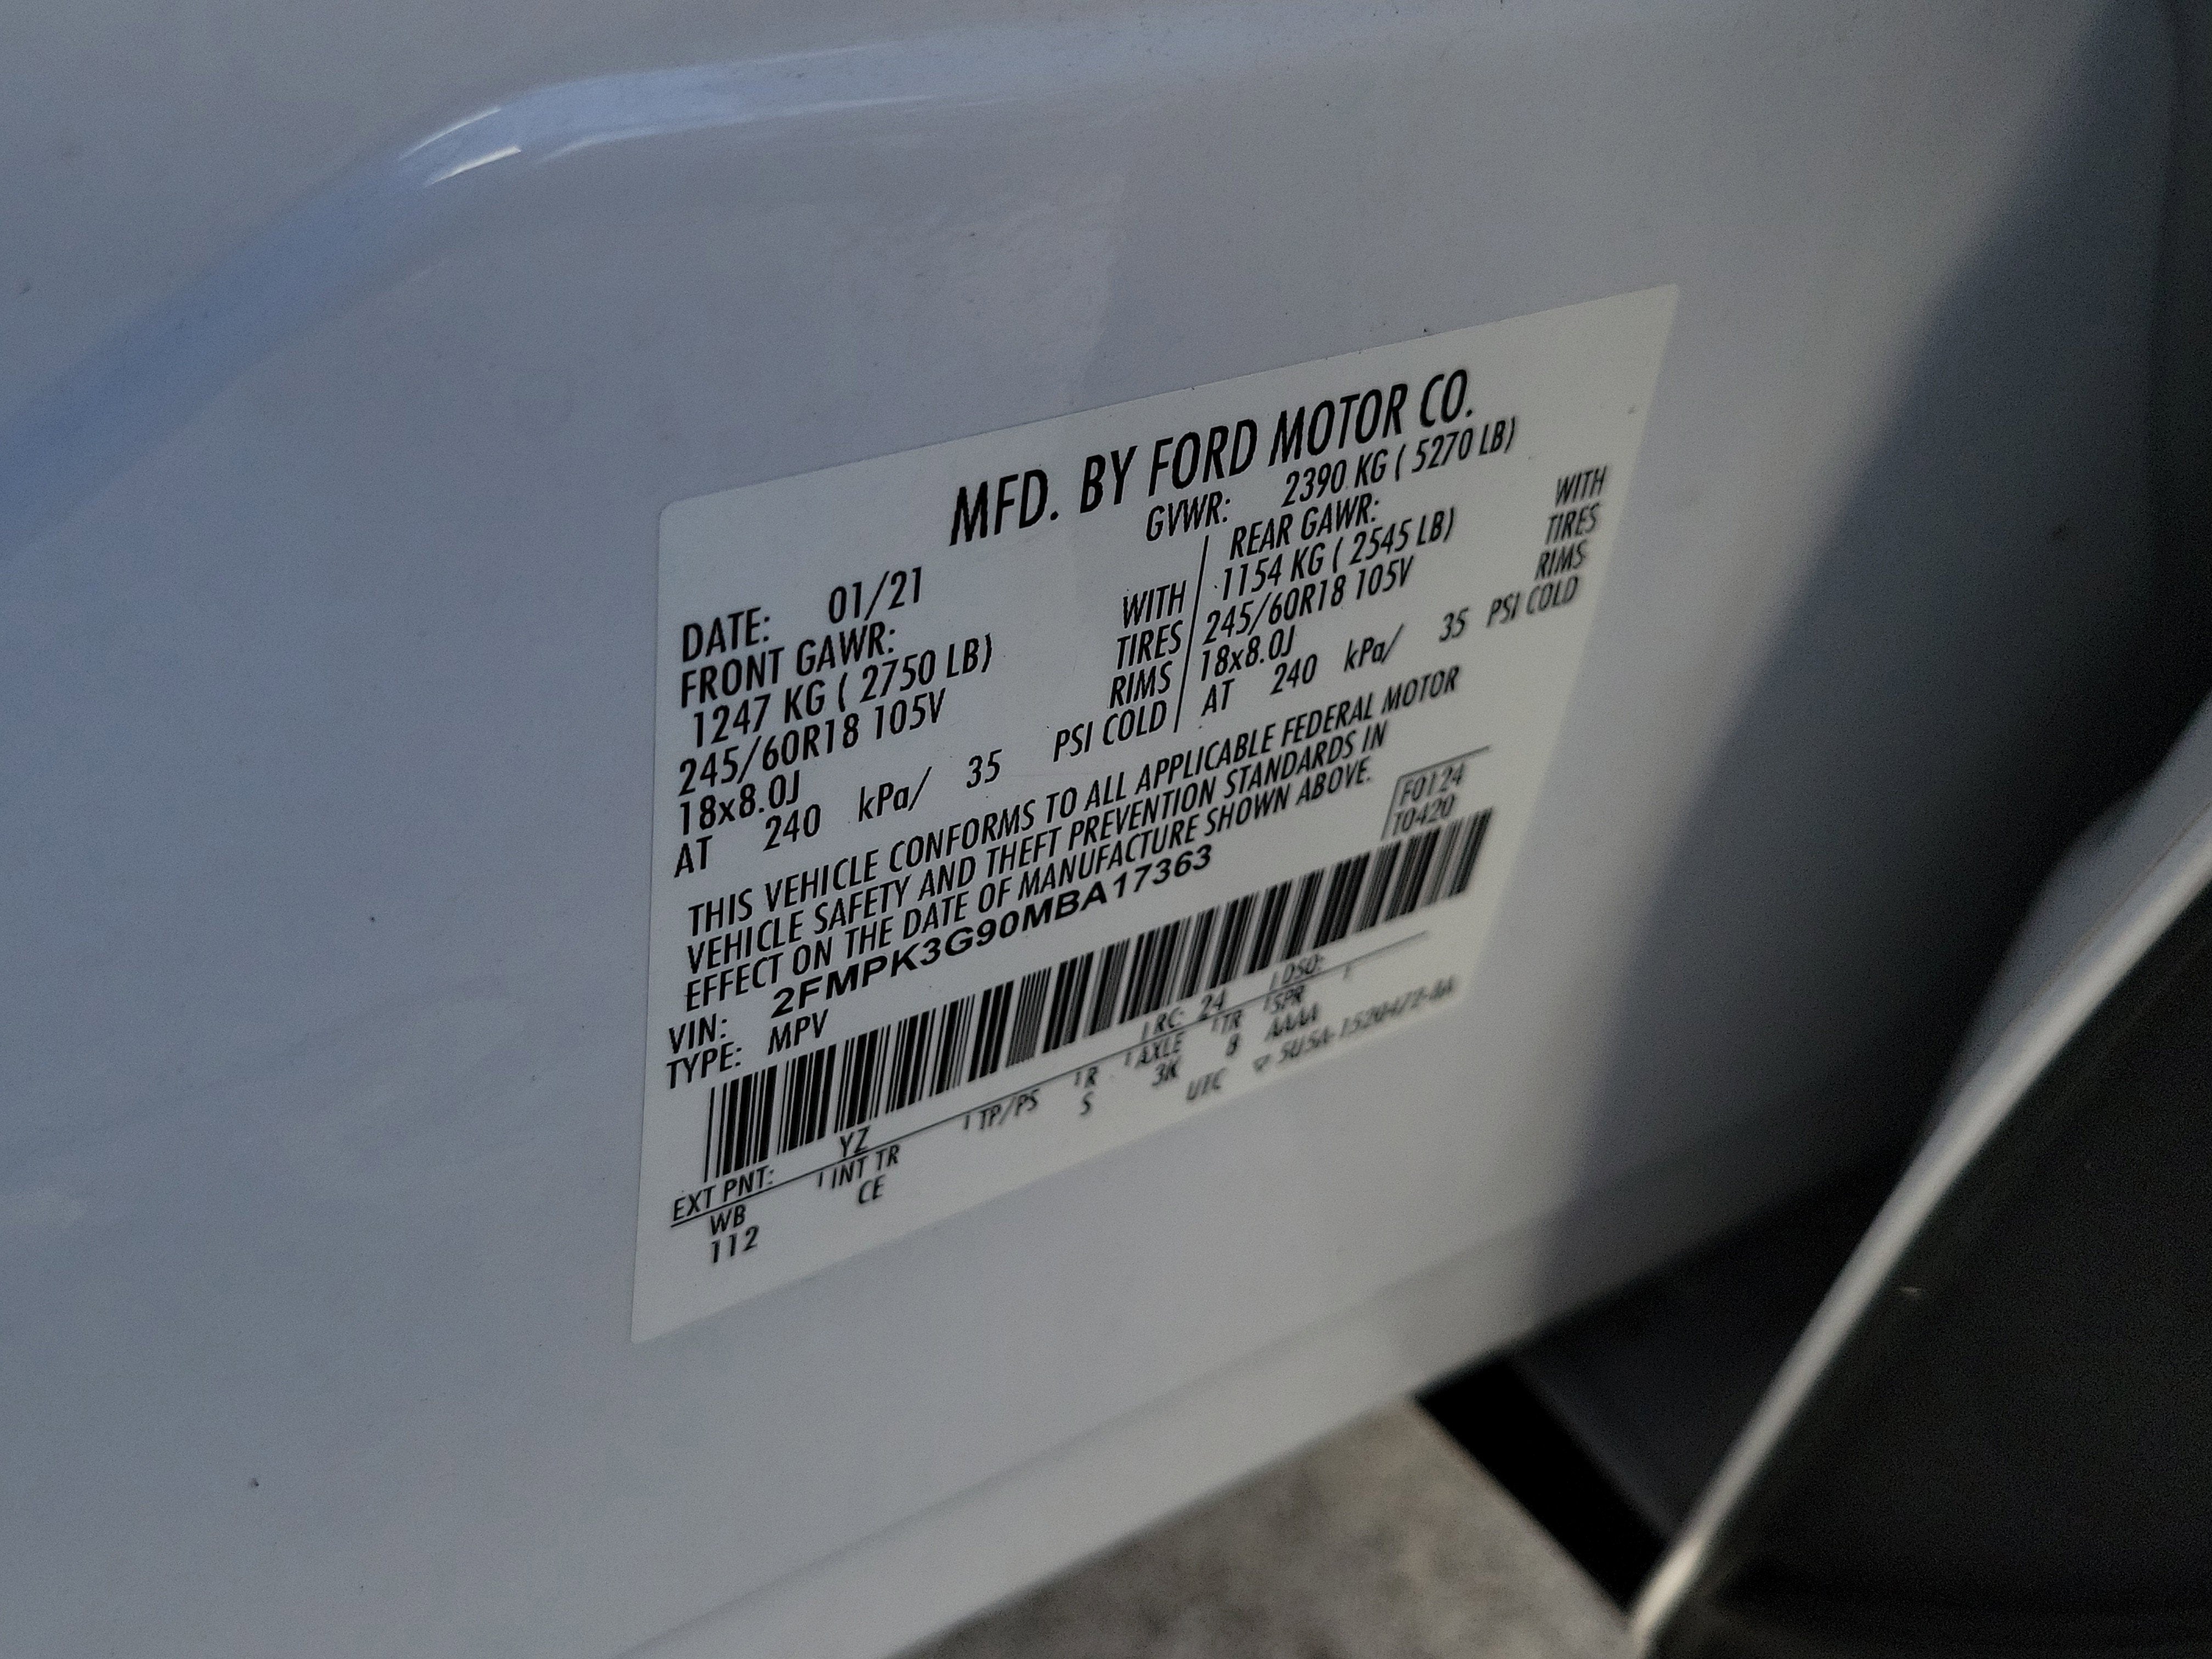 MFD. BY FORD MOTOR CO.
DATE: 01/21 GVWR: 2390 KG ( 5270 LB)
FRONT GAWR: REAR GAWR:
1247 KG ( 2750 LB) WITH 1154 KG ( 2545 LB) WITH
245/60R18 105V TIRES 245/60R18 105V TIRES
18x8.0J RIMS 18x8.0J RIMS
AT 240 kPa/ 35 PSI COLD AT 240 kPa/ 35 PSI COLD
THIS VEHICLE CONFORMS TO ALL APPLICABLE FEDERAL MOTOR
VEHICLE SAFETY AND THEFT PREVENTION STANDARDS IN
EFFECT ON THE DATE OF MANUFACTURE SHOWN ABOVE.
VIN: 2FMPK3G90MBA17363 F0124
TYPE: MPV T0420
EXT PNT: YZ RC: 24 DSO:
WB INT TR TP/PS R AXLE TR SPR
112 CE S 3K 8 AAAA
UTC